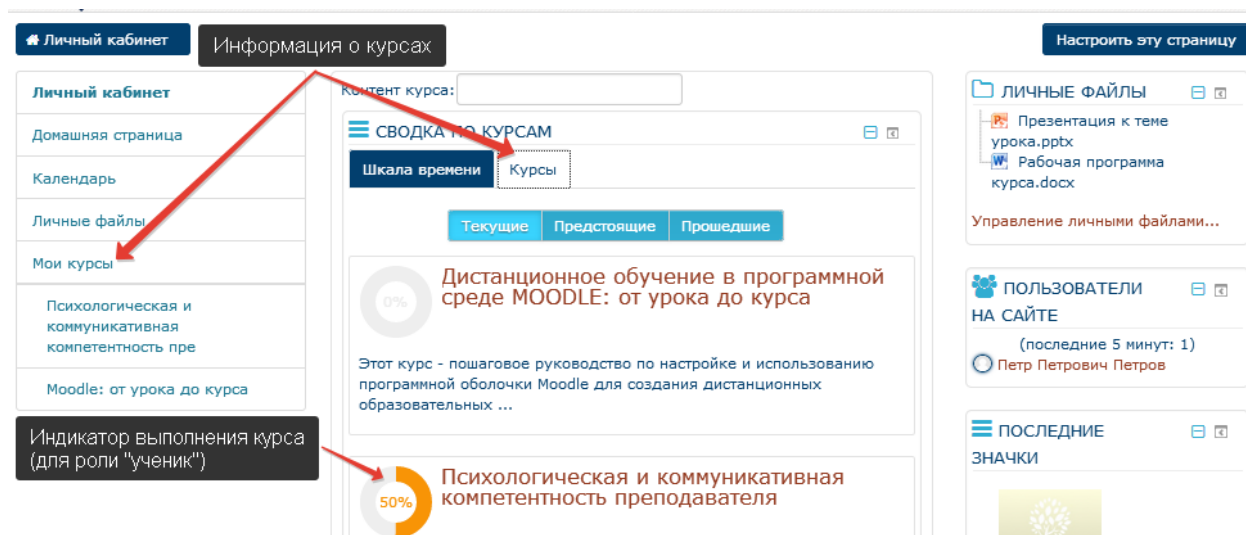 Личный кабинет
Информация о курсах
Настроить эту страницу
Личный кабинет
Домашняя страница
Календарь
Личные файлы
Мои курсы
Психологическая и
коммуникативная
компетентность пре
Moodle: от урока до курса
Индикатор выполнения курса
(для роли "ученик")
Контент курса:
СВОДКА ПО КУРСАМ
Шкала времени Курсы
Текущие Предстоящие Прошедшие
0%
Дистанционное обучение в программной
среде MOODLE: от урока до курса
Этот курс - пошаговое руководство по настройке и использованию
программной оболочки Moodle для создания дистанционных
образовательных ...
50%
Психологическая и коммуникативная
компетентность преподавателя
ЛИЧНЫЕ ФАЙЛЫ
Презентация к теме
урока.pptx
Рабочая программа
курса.docx
Управление личными файлами...
ПОЛЬЗОВАТЕЛИ
НА САЙТЕ
(последние 5 минут: 1)
Петр Петрович Петров
ПОСЛЕДНИЕ
ЗНАЧКИ